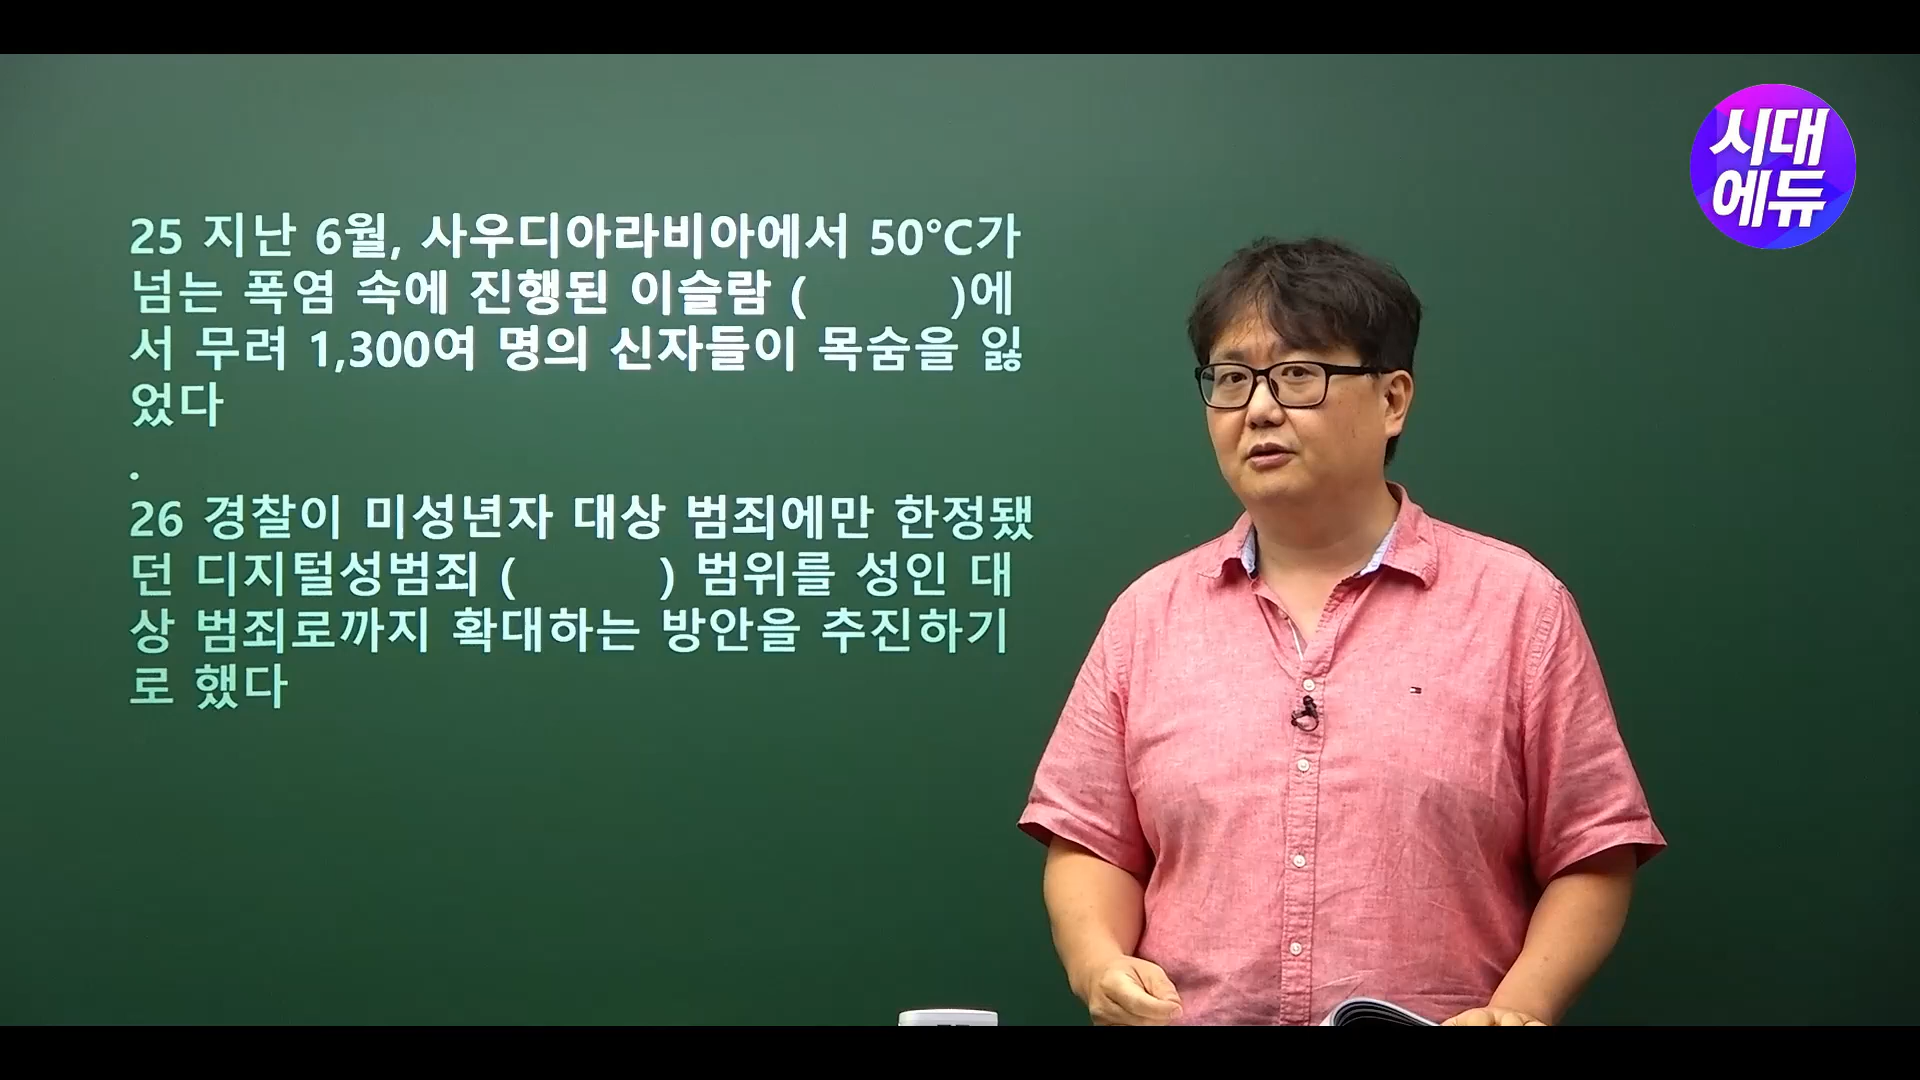 시대
에듀
25 지난 6월, 사우디아라비아에서 50℃가
넘는 폭염 속에 진행된 이슬람 (          )에
서 무려 1,300여 명의 신자들이 목숨을 잃
었다
.
26 경찰이 미성년자 대상 범죄에만 한정됐
던 디지털성범죄 (          ) 범위를 성인 대
상 범죄로까지 확대하는 방안을 추진하기
로 했다